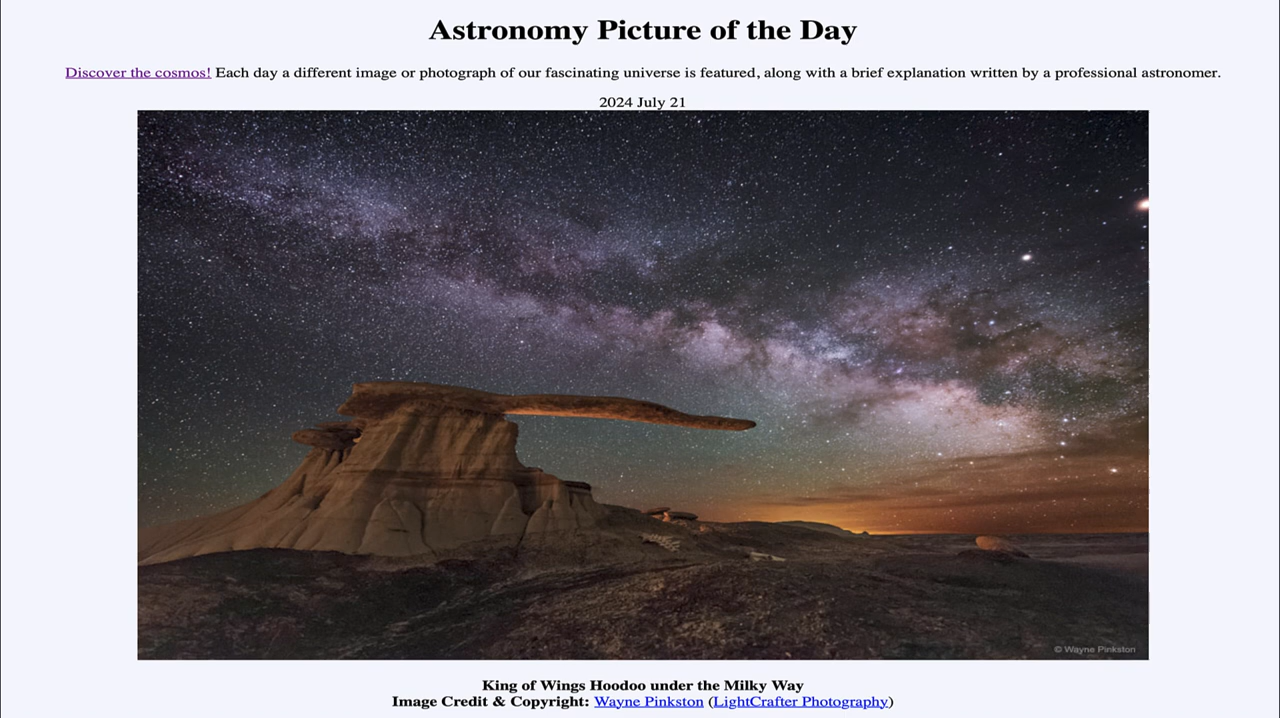 Astronomy Picture of the Day
Discover the cosmos! Each day a different image or photograph of our fascinating universe is featured, along with a brief explanation written by a professional astronomer.
2024 July 21
© Wayne Pinkston
King of Wings Hoodoo under the Milky Way
Image Credit & Copyright: Wayne Pinkston (LightCrafter Photography)